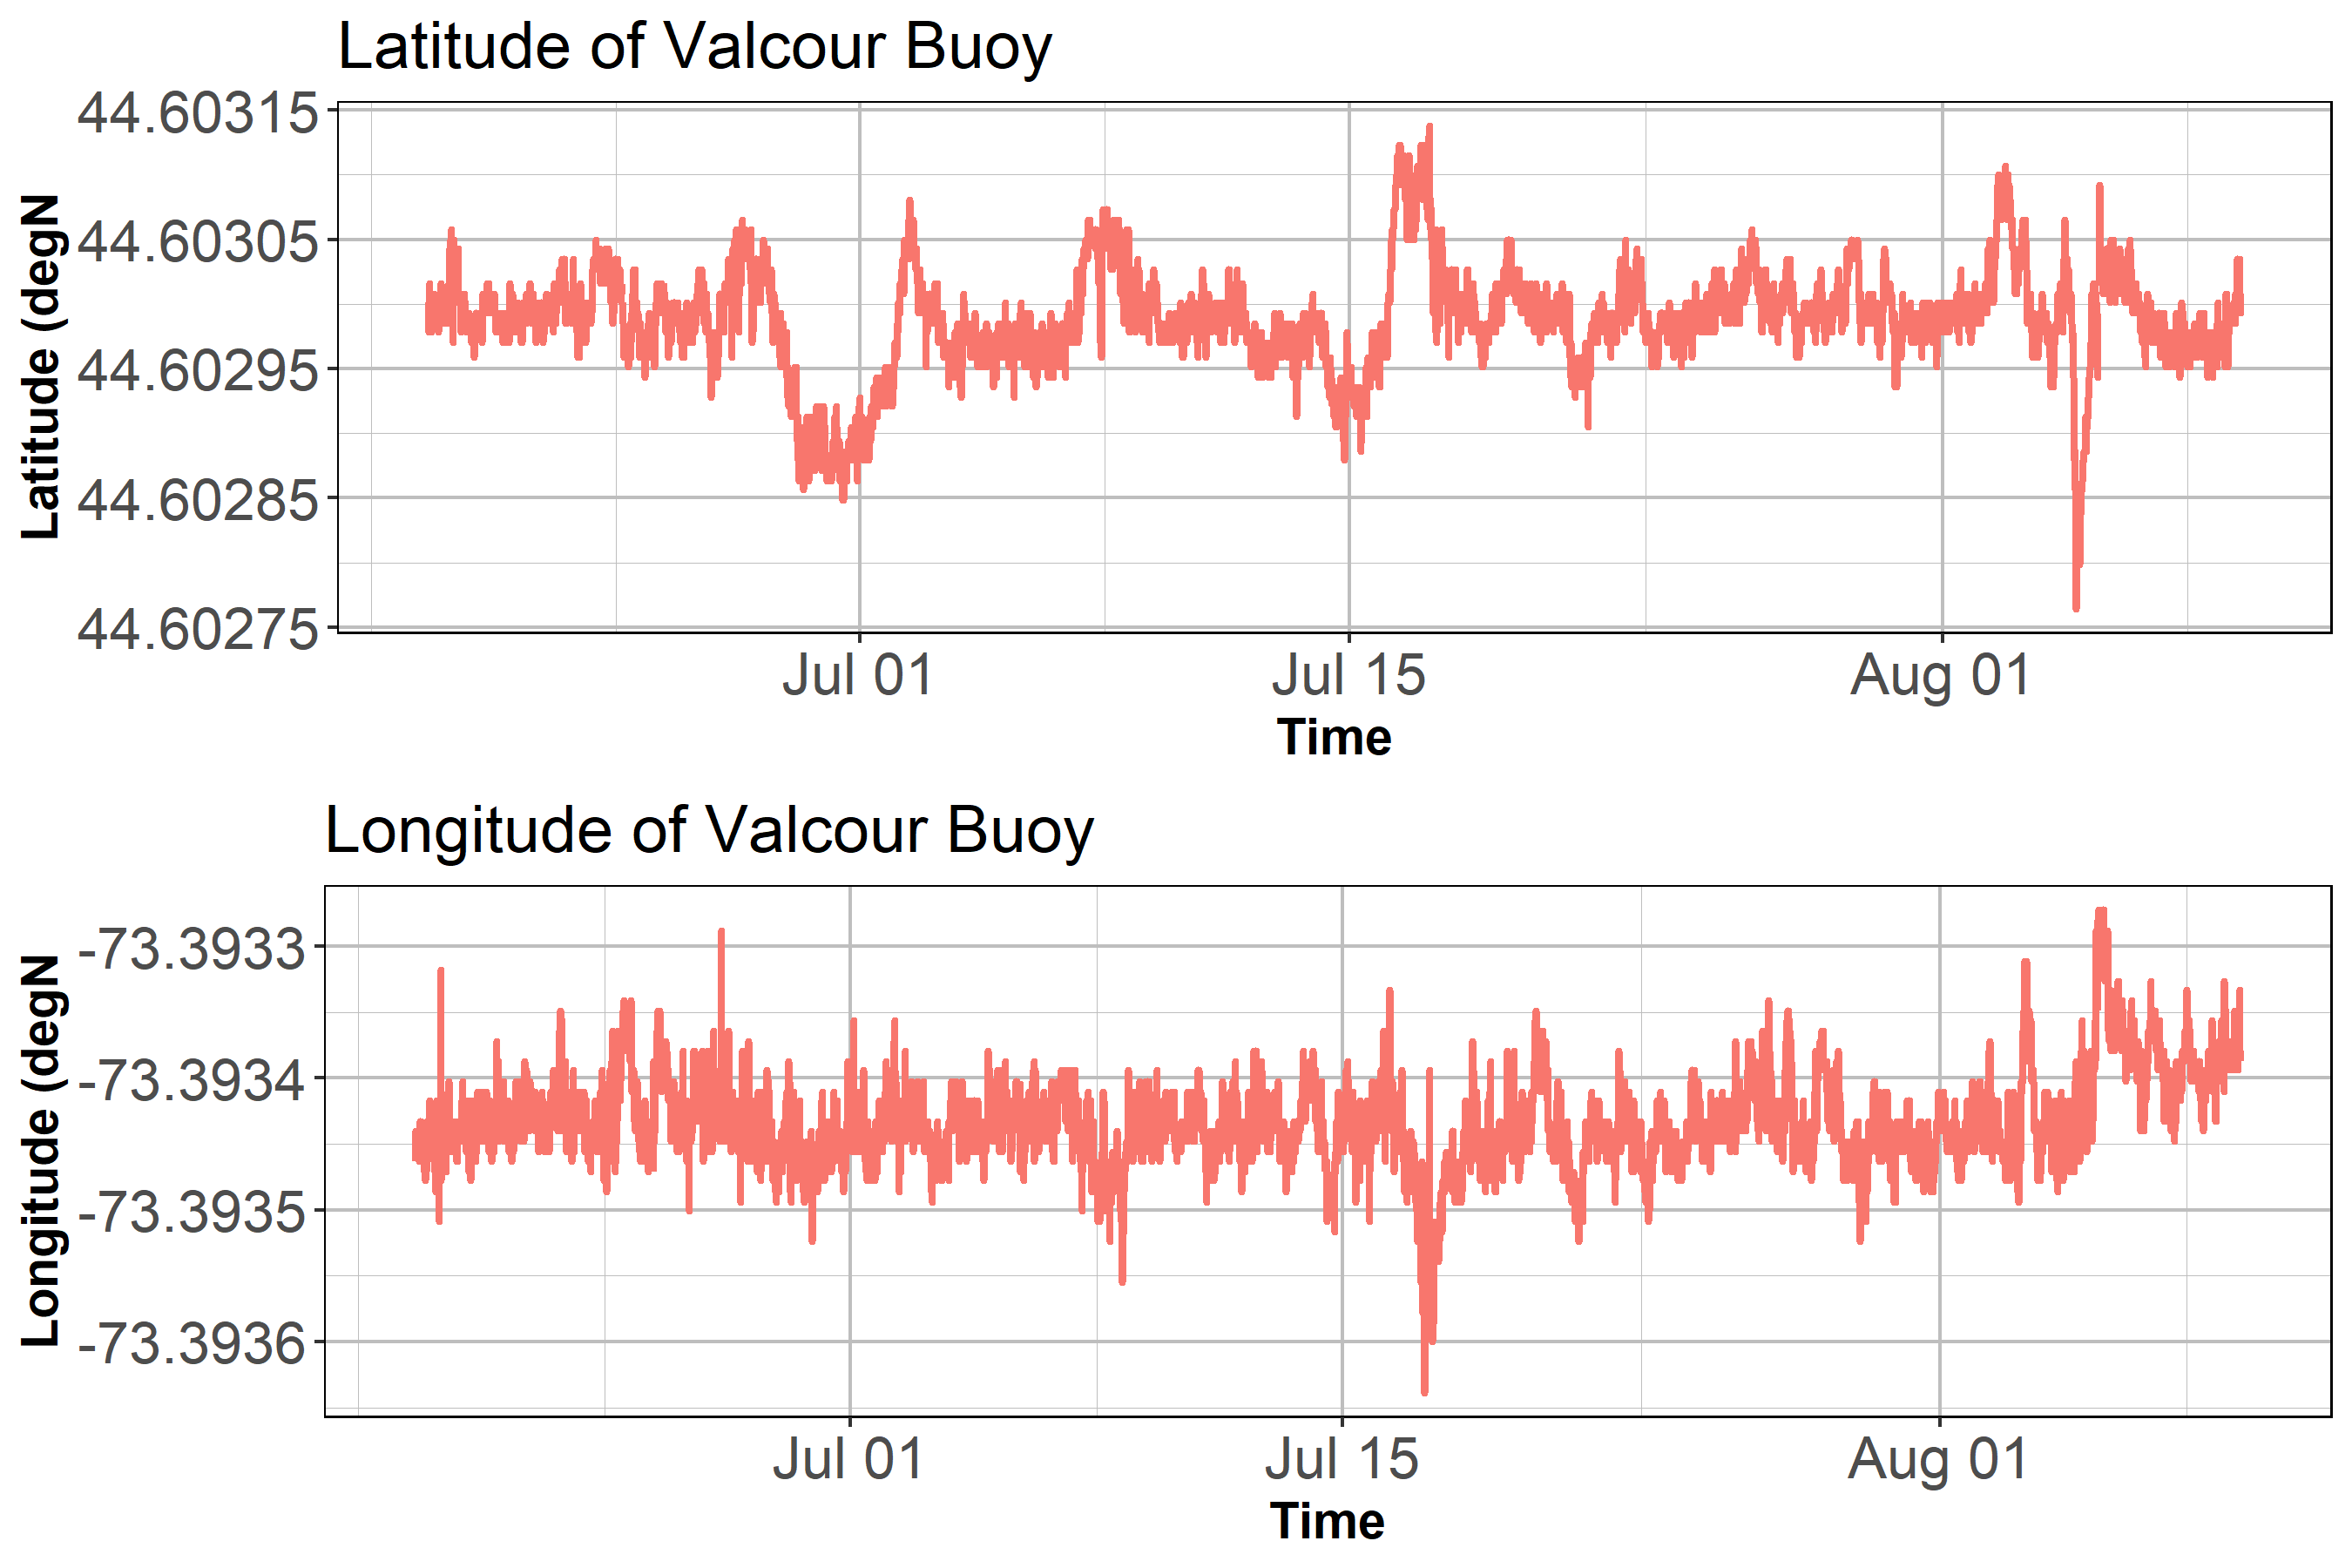 Latitude of Valcour Buoy
Latitude (degN
44.60315
44.60305
44.60295
44.60285
44.60275
Jul 01 Jul 15 Aug 01
Time
Longitude of Valcour Buoy
Longitude (degN
-73.3933
-73.3934
-73.3935
-73.3936
Jul 01 Jul 15 Aug 01
Time